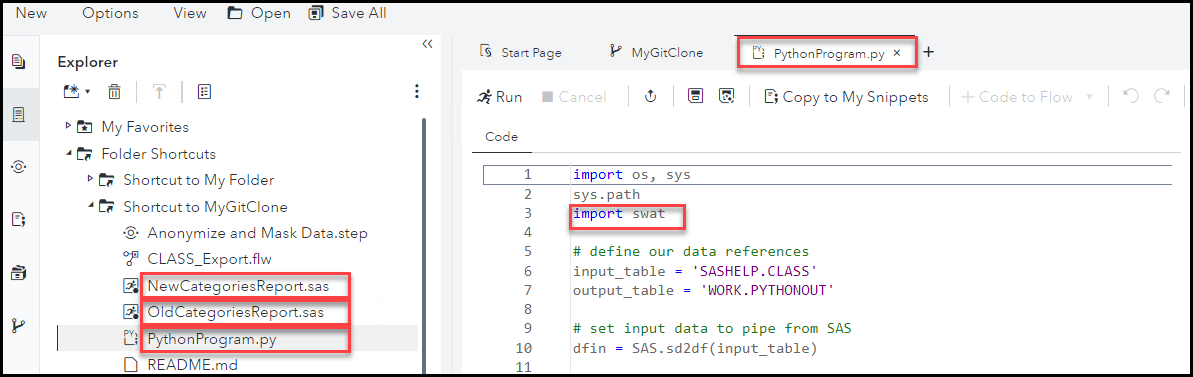 New Options View Open Save All
Explorer
My Favorites
Folder Shortcuts
Shortcut to My Folder
Shortcut to MyGitClone
Anonymize and Mask Data.step
CLASS_Export.flw
NewCategoriesReport.sas
OldCategoriesReport.sas
PythonProgram.py
README.md
Start Page MyGitClone PythonProgram.py
Run Cancel Copy to My Snippets Code to Flow
Code
1 import os, sys
2 sys.path
3 import swat
4
5 # define our data references
6 input_table = 'SASHELP.CLASS'
7 output_table = 'WORK.PYTHONOUT'
8
9 # set input data to pipe from SAS
10 dfin = SAS.sd2df(input_table)
11